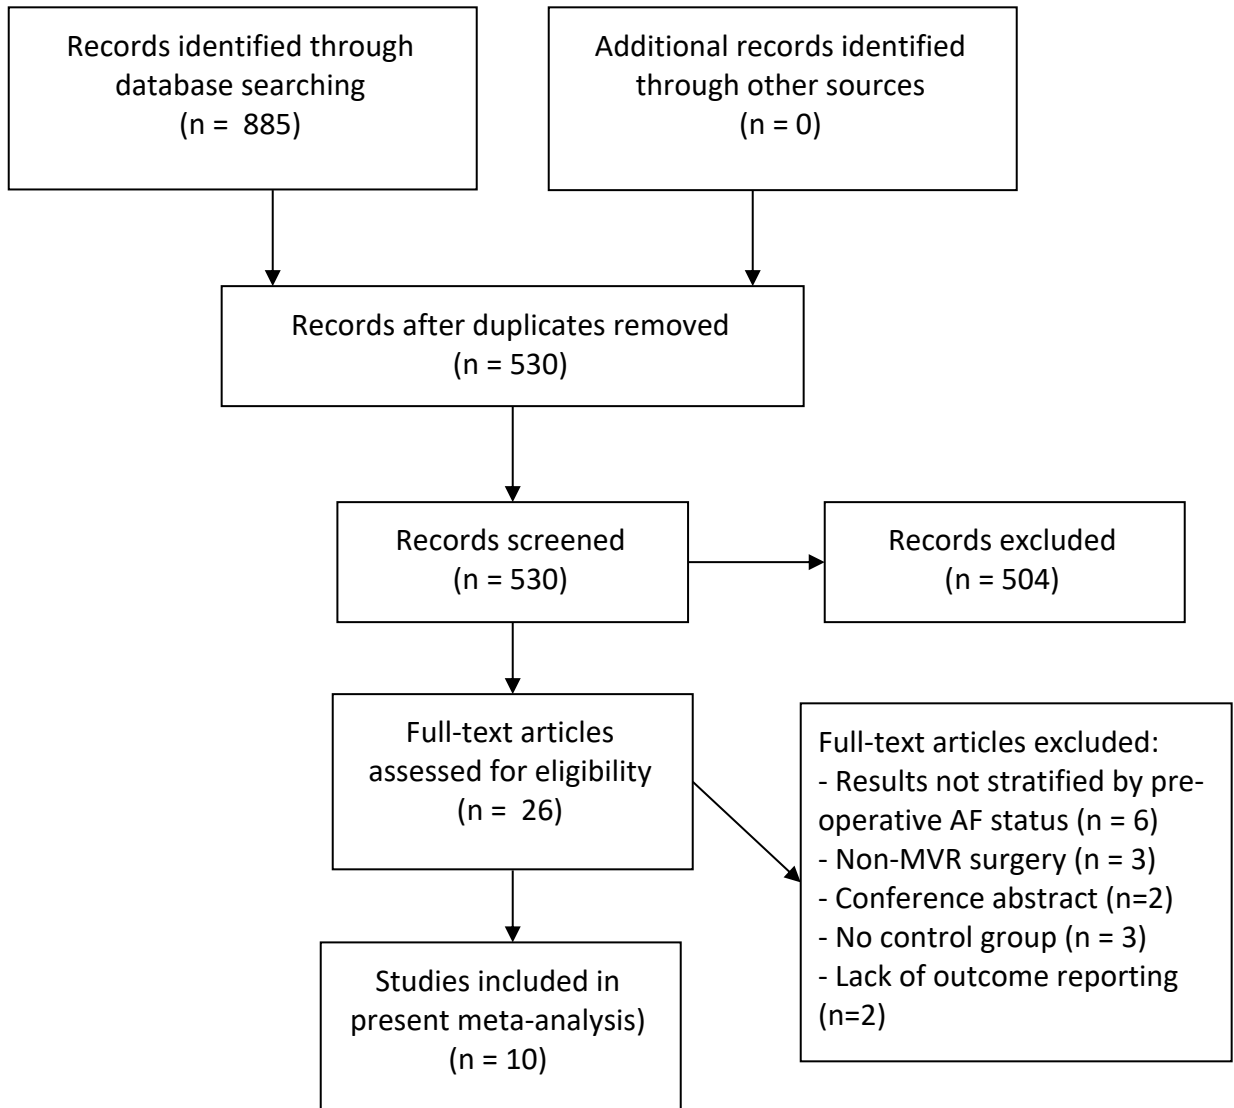 Records identified through
database searching
(n =  885)
Additional records identified
through other sources
(n = 0)
Records after duplicates removed
(n = 530)
Records screened
(n = 530)
Records excluded
(n = 504)
Full-text articles
assessed for eligibility
(n =  26)
Full-text articles excluded:
- Results not stratified by pre-
operative AF status (n = 6)
- Non-MVR surgery (n = 3)
- Conference abstract (n=2)
- No control group (n = 3)
- Lack of outcome reporting
(n=2)
Studies included in
present meta-analysis)
(n = 10)